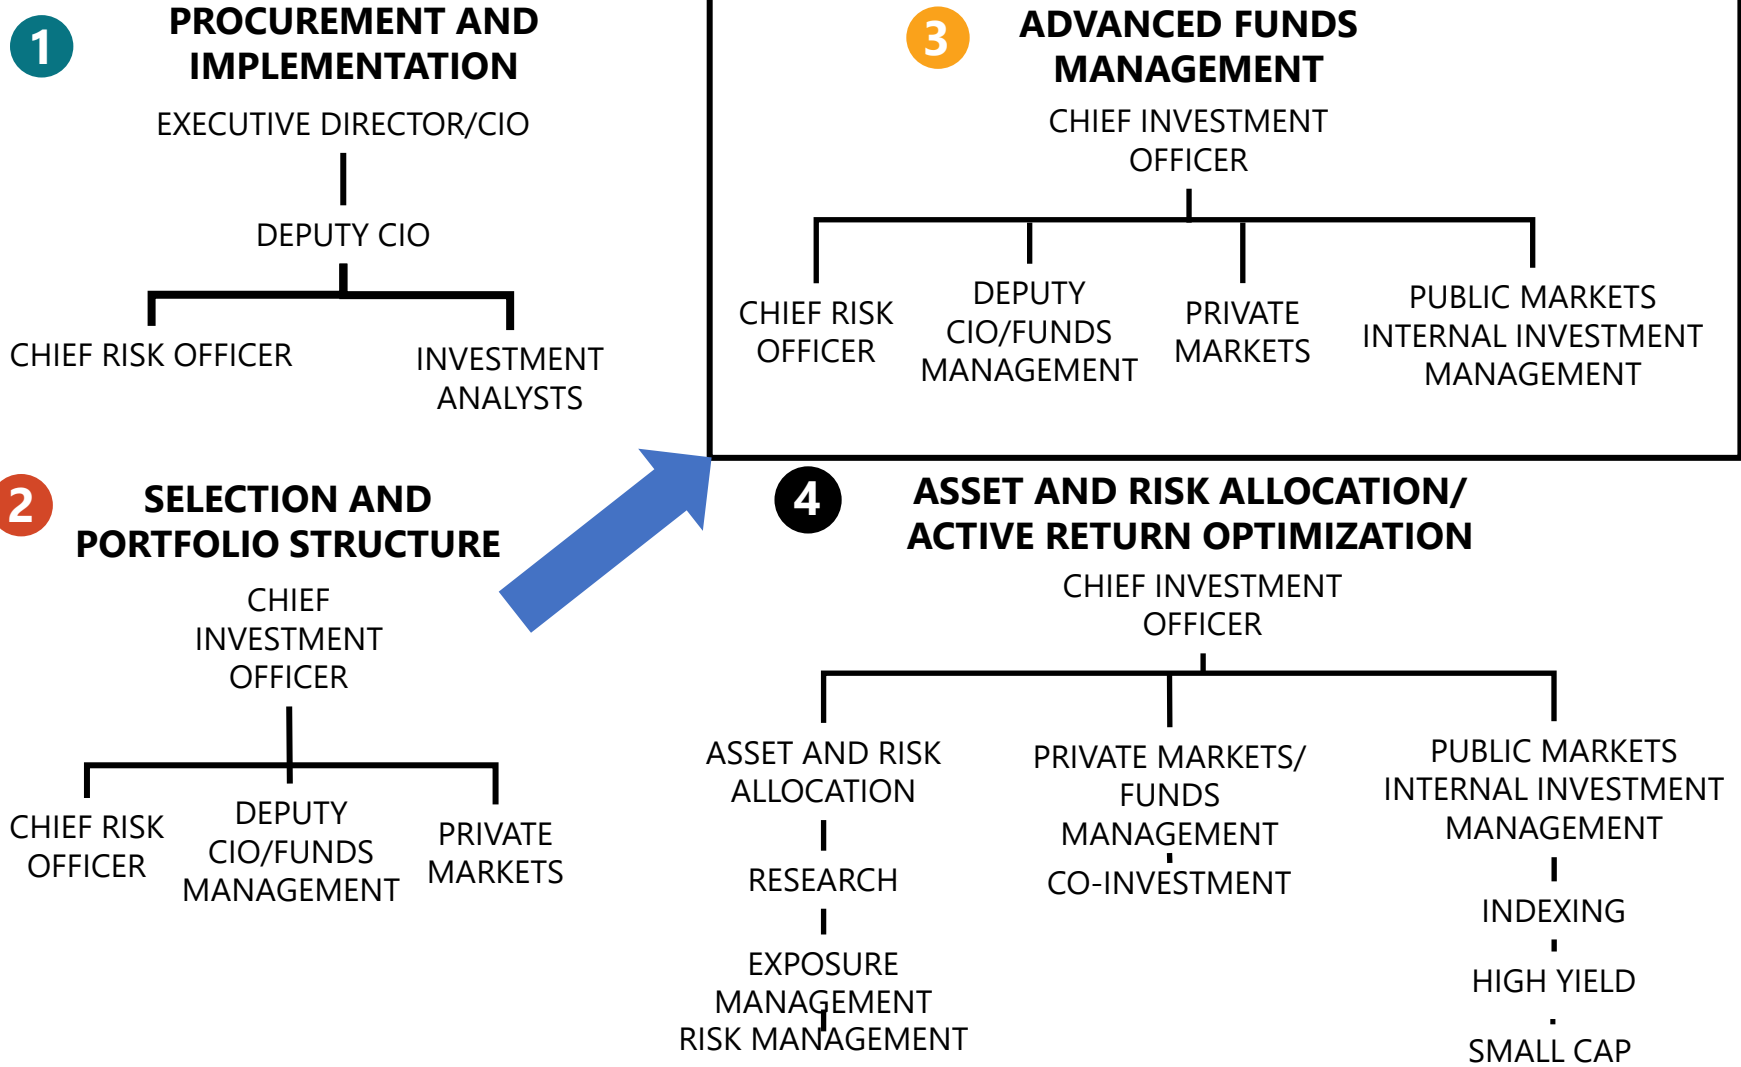 1
PROCUREMENT AND
IMPLEMENTATION
EXECUTIVE DIRECTOR/CIO
DEPUTY CIO
CHIEF RISK OFFICER
INVESTMENT
ANALYSTS
2
SELECTION AND
PORTFOLIO STRUCTURE
CHIEF
INVESTMENT
OFFICER
CHIEF RISK
OFFICER
DEPUTY
CIO/FUNDS
MANAGEMENT
PRIVATE
MARKETS
3
ADVANCED FUNDS
MANAGEMENT
CHIEF INVESTMENT
OFFICER
CHIEF RISK
OFFICER
DEPUTY
CIO/FUNDS
MANAGEMENT
PRIVATE
MARKETS
PUBLIC MARKETS
INTERNAL INVESTMENT
MANAGEMENT
4
ASSET AND RISK ALLOCATION/
ACTIVE RETURN OPTIMIZATION
CHIEF INVESTMENT
OFFICER
ASSET AND RISK
ALLOCATION
RESEARCH
EXPOSURE
MANAGEMENT
RISK MANAGEMENT
PRIVATE MARKETS/
FUNDS
MANAGEMENT
CO-INVESTMENT
PUBLIC MARKETS
INTERNAL INVESTMENT
MANAGEMENT
INDEXING
HIGH YIELD
SMALL CAP